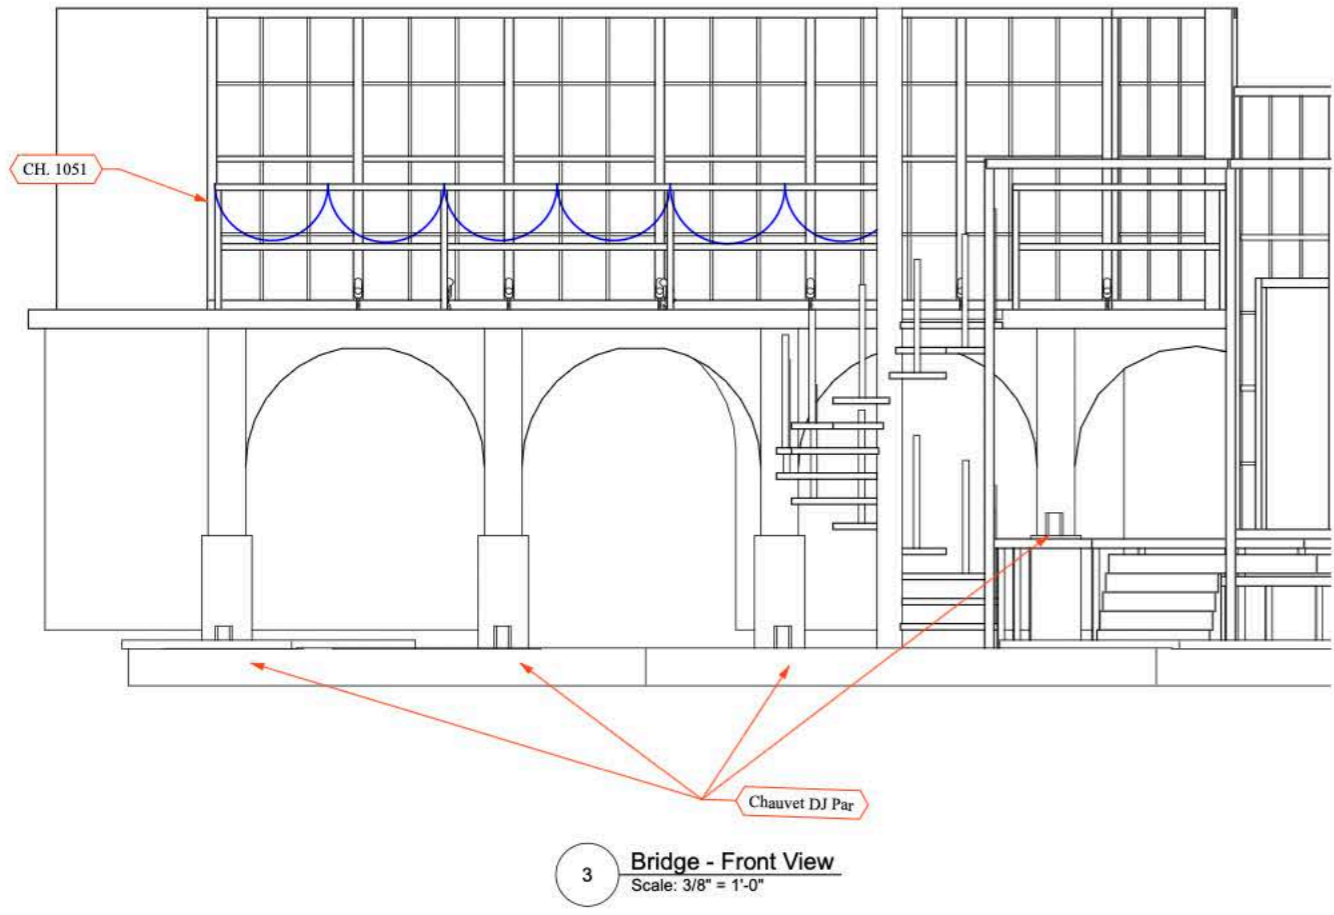 CH. 1051
Chauvet DJ Par
3
Bridge - Front View
Scale: 3/8" = 1'-0"